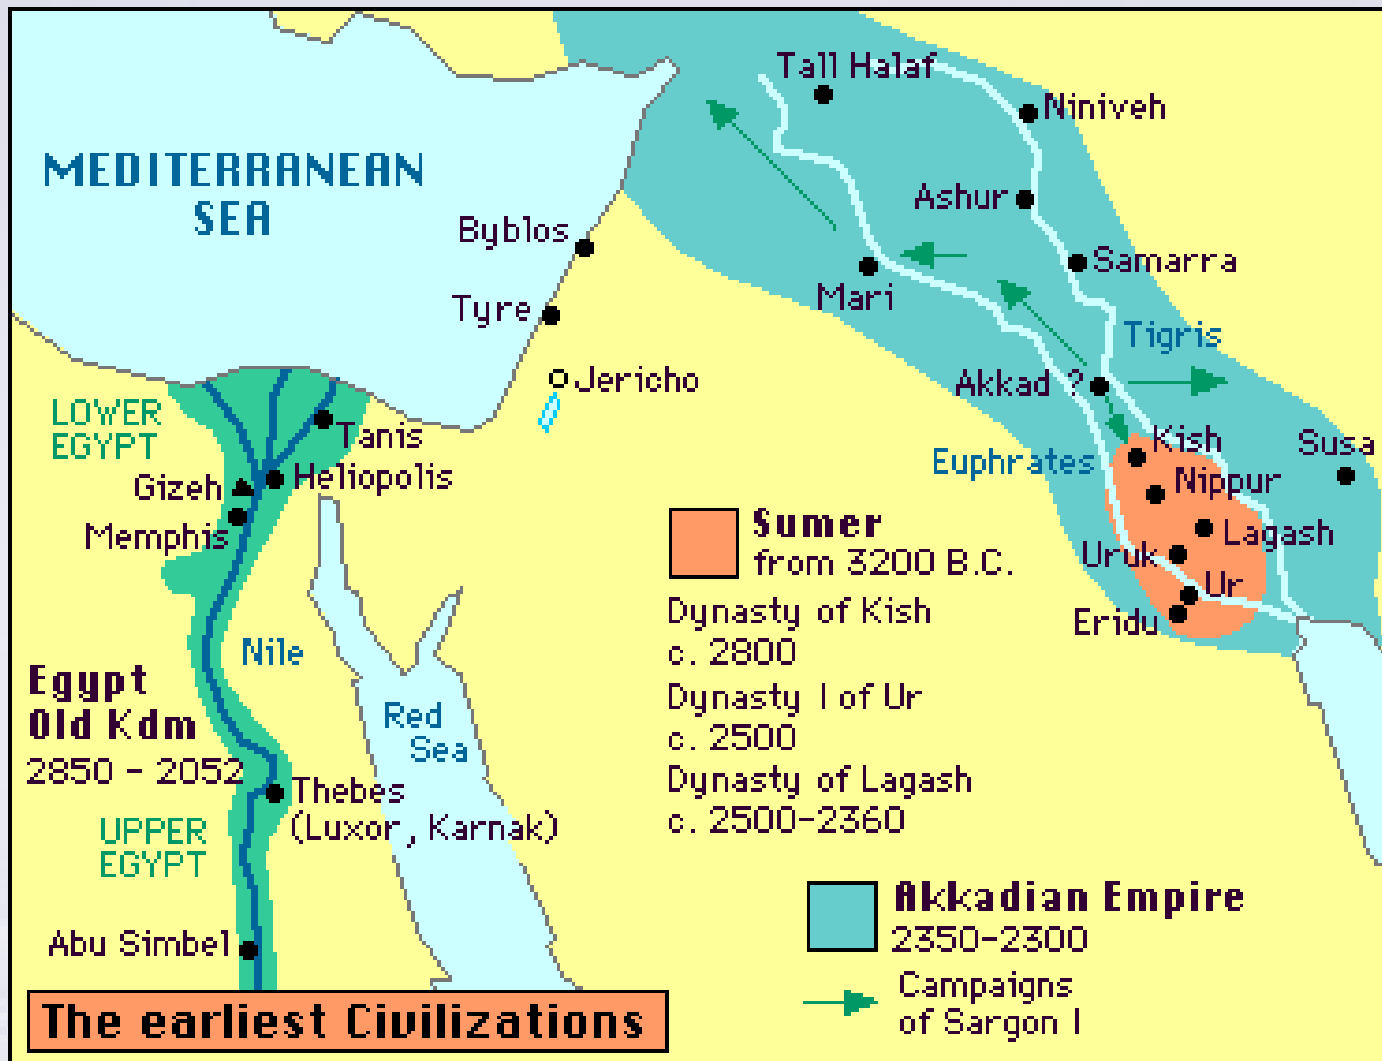 Tall Halaf
Niniveh
MEDITERRANEAN
SEA
Ashur
Byblos
Samarra
Mari
Tyre
Tigris
Jericho
Akkad ?
LOWER
EGYPT
Tanis
Kish
Susa
Euphrates
Gizeh
Heliopolis
Nippur
Memphis
Lagash
Uruk
Ur
Eridu
Sumer
from 3200 B.C.
Dynasty of Kish
c. 2800
Dynasty I of Ur
c. 2500
Dynasty of Lagash
c. 2500-2360
Nile
Egypt
Old Kdm
2850 - 2052
Red
Sea
Thebes
(Luxor, Karnak)
UPPER
EGYPT
Abu Simbel
Akkadian Empire
2350-2300
Campaigns
of Sargon I
The earliest Civilizations